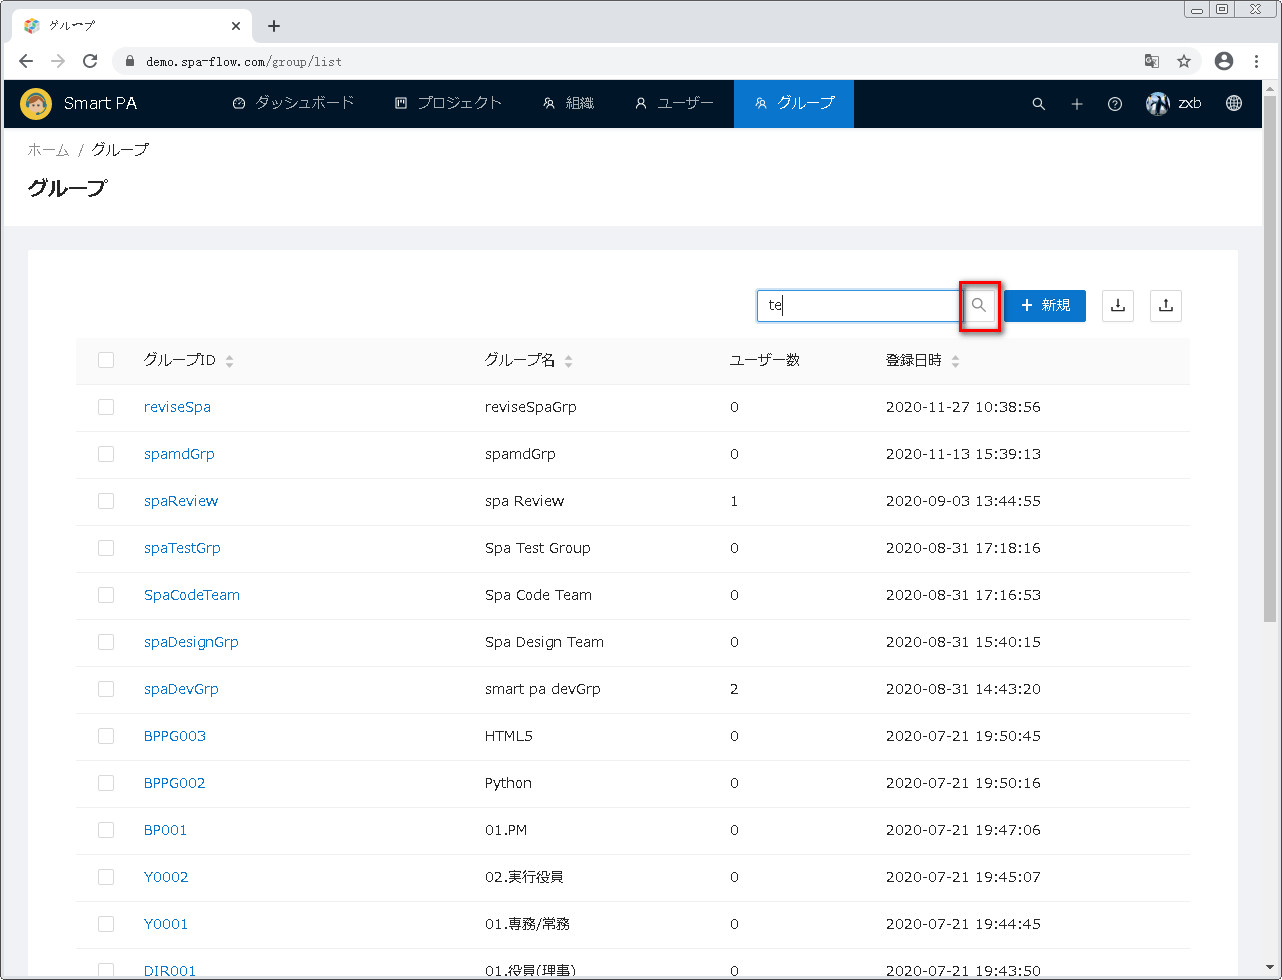 グループ
demo.spa-flow.com/group/list
Smart PA ダッシュボード プロジェクト 組織 ユーザー グループ zxb
ホーム / グループ
グループ
te 新規
グループID グループ名 ユーザー数 登録日時
reviseSpa reviseSpaGrp 0 2020-11-27 10:38:56
spamdGrp spamdGrp 0 2020-11-13 15:39:13
spaReview spa Review 1 2020-09-03 13:44:55
spaTestGrp Spa Test Group 0 2020-08-31 17:18:16
SpaCodeTeam Spa Code Team 0 2020-08-31 17:16:53
spaDesignGrp Spa Design Team 0 2020-08-31 15:40:15
spaDevGrp smart pa devGrp 2 2020-08-31 14:43:20
BPPG003 HTML5 0 2020-07-21 19:50:45
BPPG002 Python 0 2020-07-21 19:50:16
BP001 01.PM 0 2020-07-21 19:47:06
Y0002 02.実行役員 0 2020-07-21 19:45:07
Y0001 01.専務/常務 0 2020-07-21 19:44:45
DIR001 01.役員(理事) 0 2020-07-21 19:43:50